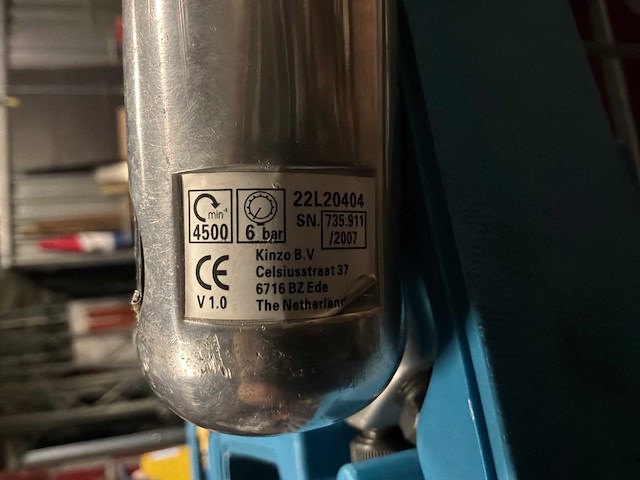 min⁻¹
4500
6 bar
22L20404
SN. 735.911
/2007
CE
V 1.0
Kinzo B.V
Celsiusstraat 37
6716 BZ Ede
The Netherland